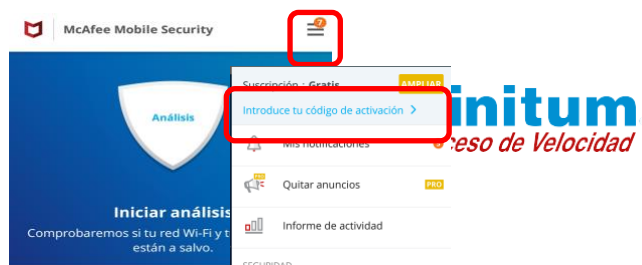 McAfee Mobile Security
7
Suscripción : Gratis
AMPLIAR
Introduce tu código de activación >
Análisis
Mis notificaciones
Quitar anuncios
PRO
Iniciar análisis
Informe de actividad
Comprobaremos si tu red Wi-Fi y t
están a salvo.
SEGURIDAD
initum
ceso de Velocidad